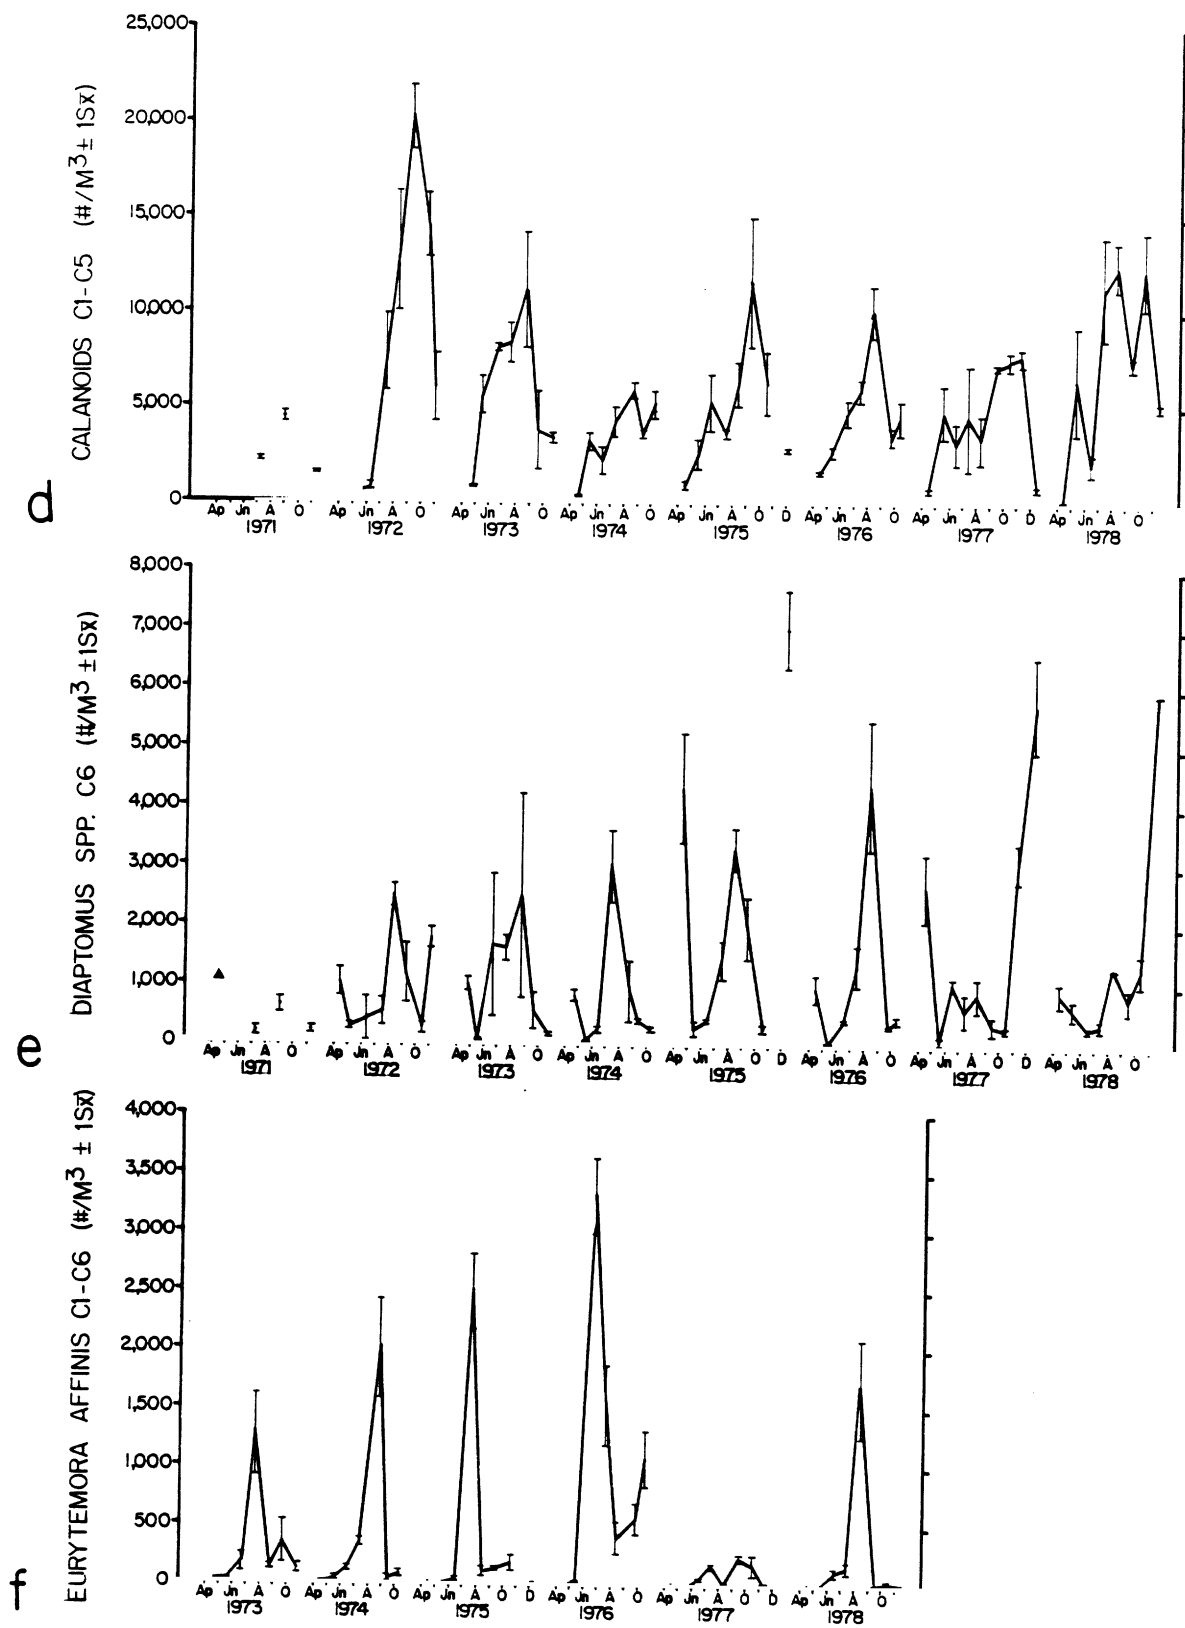 CALANOIDS C1-C5 (#/M³ ± 1Sx̄)
25,000
20,000
15,000
10,000
5,000
0
d
Ap Jn A O Ap Jn A O Ap Jn A O Ap Jn A O Ap Jn A O D Ap Jn A O Ap Jn A O D Ap Jn A O
1971 1972 1973 1974 1975 1976 1977 1978
DIAPTOMUS SPP. C6 (#/M³ ±1Sx̄)
8,000
7,000
6,000
5,000
4,000
3,000
2,000
1,000
0
e
Ap Jn A O Ap Jn A O Ap Jn A O Ap Jn A O Ap Jn A O D Ap Jn A O Ap Jn A O D Ap Jn A O
1971 1972 1973 1974 1975 1976 1977 1978
EURYTEMORA AFFINIS C1-C6 (#/M³ ± 1Sx̄)
4,000
3,500
3,000
2,500
2,000
1,500
1,000
500
0
f
Ap Jn A O Ap Jn A O Ap Jn A O D Ap Jn A O Ap Jn A O D Ap Jn A O
1973 1974 1975 1976 1977 1978